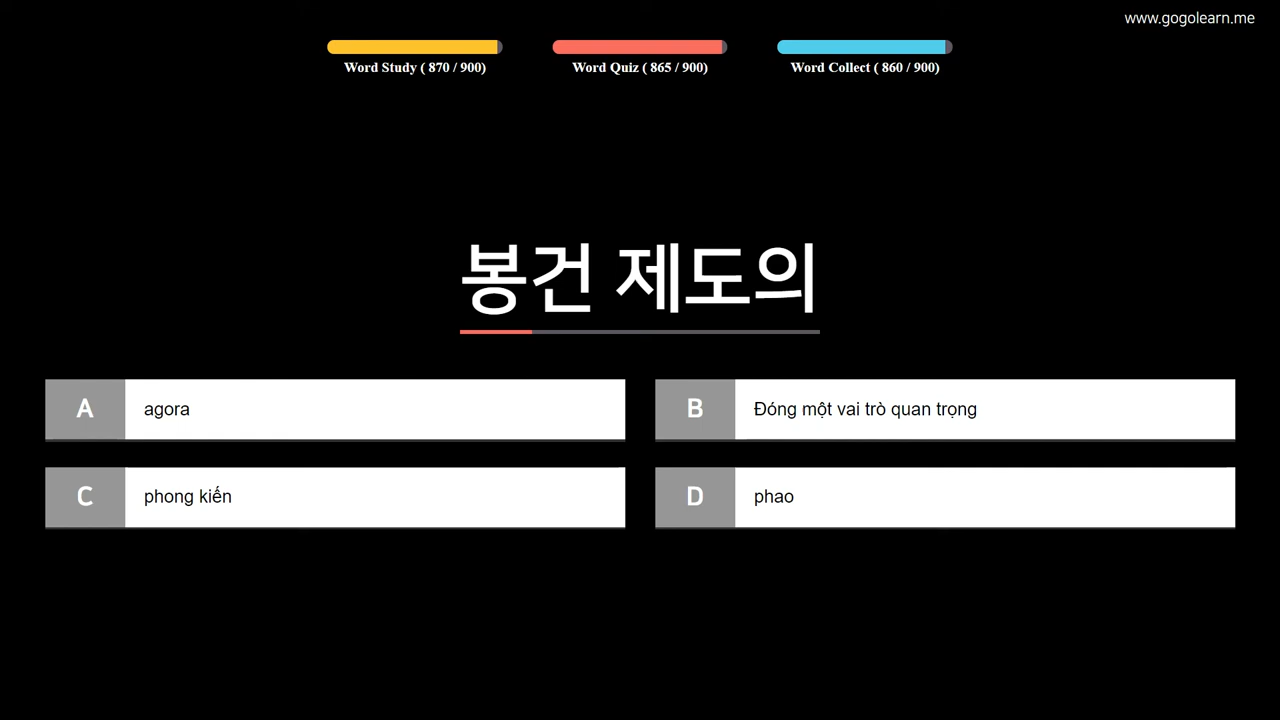 www.gogolearn.me
Word Study ( 870 / 900)
Word Quiz ( 865 / 900)
Word Collect ( 860 / 900)
봉건 제도의
A agora
B Đóng một vai trò quan trọng
C phong kiến
D phao